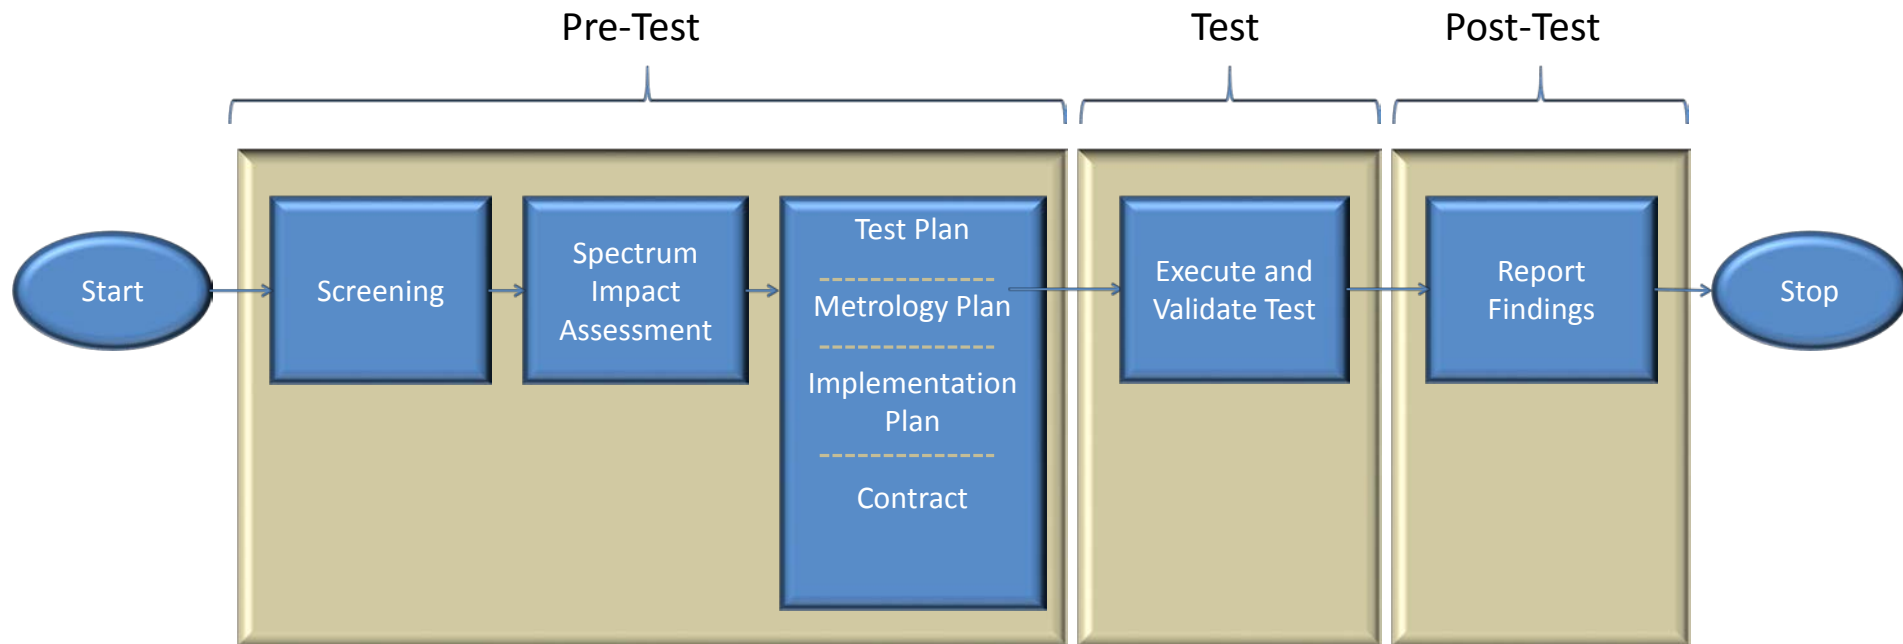 Pre-Test
Test
Post-Test
Start
Screening
Spectrum
Impact
Assessment
Test Plan
Metrology Plan
Implementation
Plan
Contract
Execute and
Validate Test
Report
Findings
Stop